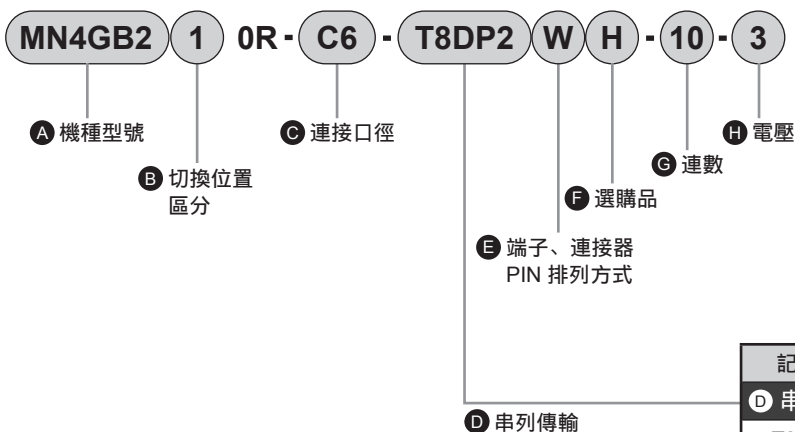 MN4GB2 1 0R - C6 - T8DP2 W H - 10 - 3
A 機種型號
C 連接口徑
H 電壓
B 切換位置
區分
G 連數
F 選購品
E 端子、連接器
PIN 排列方式
記
D 串
D 串列傳輸